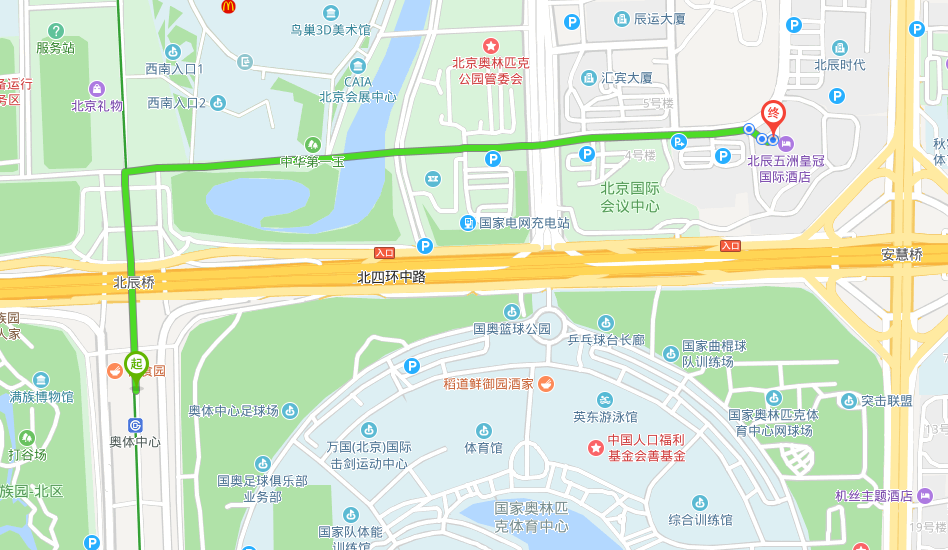 服务站
鸟巢3D美术馆
辰运大厦
西南入口1
北京奥林匹克
公园管委会
北辰时代
CAIA
北京会展中心
汇宾大厦
北京礼物
西南入口2
5号楼
终
中华第一玉
4号楼
北辰五洲皇冠
国际酒店
北京国际
会议中心
国家电网充电站
入口
入口
北辰桥
北四环中路
安慧桥
国奥篮球公园
乒乓球台长廊
国家曲棍球
队训练场
起
满族博物馆
稻道鲜御园酒家
奥体中心足球场
英东游泳馆
国家奥林匹克体
育中心网球场
突击联盟
奥体中心
打谷场
万国(北京)国际
击剑运动中心
体育馆
中国人口福利
基金会善基金
国奥足球俱乐部
业务部
族园-北区
机丝主题酒店
国家奥林匹
克体育中心
综合训练馆
国家队体能
训练馆
19号楼